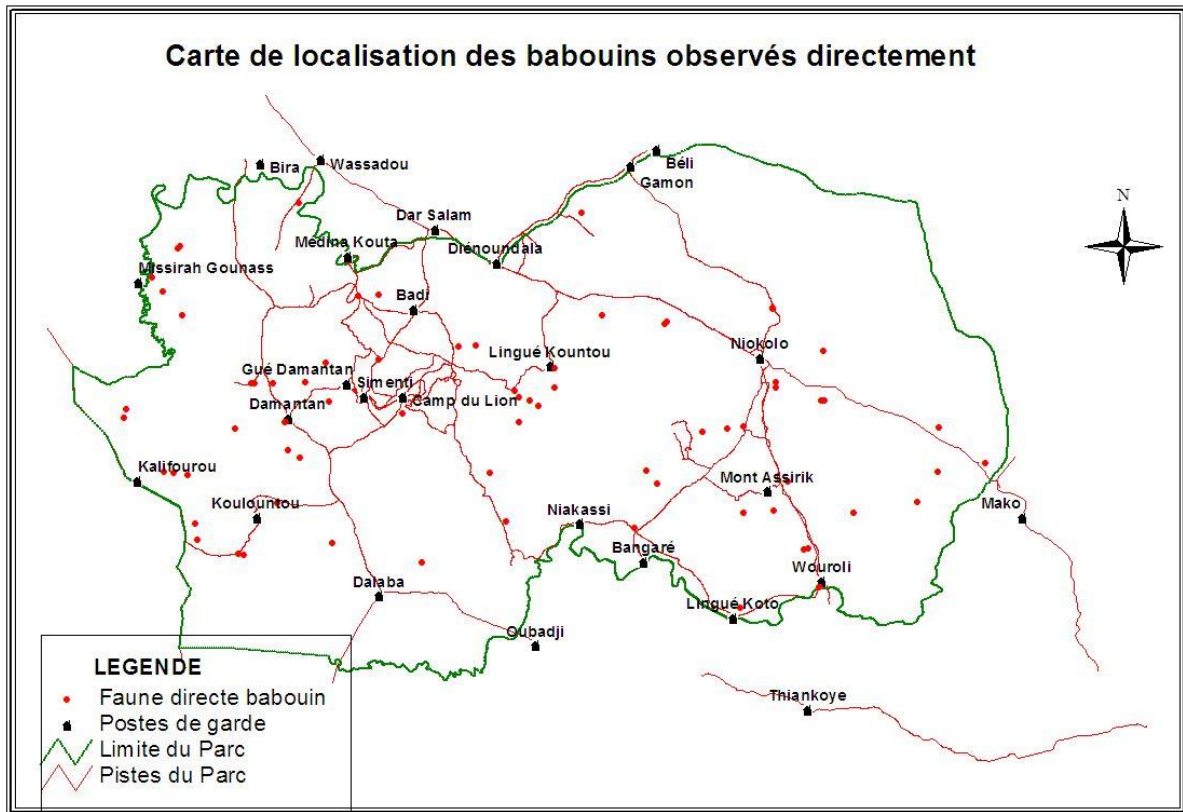 Carte de localisation des babouins observés directement
Bira
Wassadou
Béli
Gamon
N
Dar Salam
Medina Kouta
Diénoundala
Missirah Gounass
Badi
Niokolo
Lingué Kountou
Gué Damantan
Simenti
Camp du Lion
Damantan
Kalifourou
Mont Assirik
Koulountou
Mako
Niakassi
Bangaré
Wouroli
Dalaba
Lingué Koto
Oubadji
LEGENDE
Faune directe babouin
Postes de garde
Limite du Parc
Pistes du Parc
Thiankoye